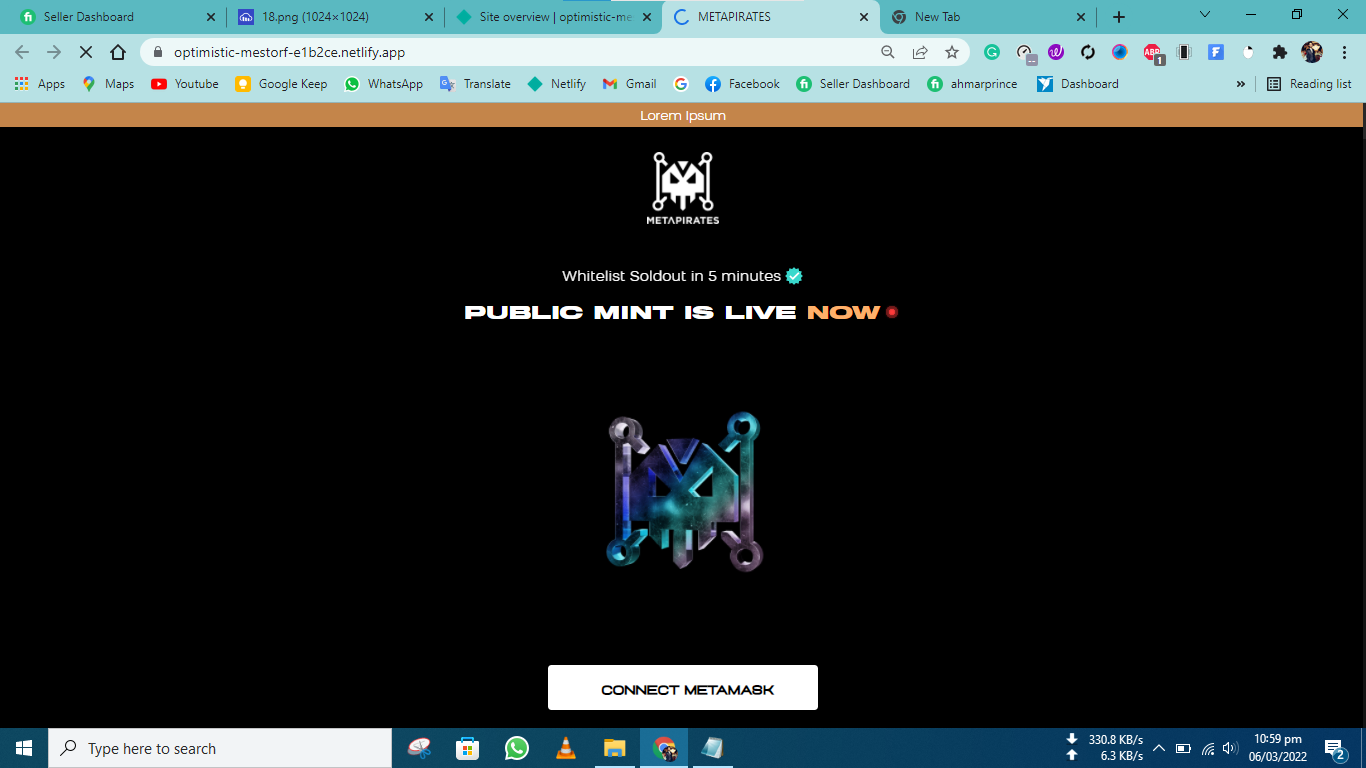 Seller Dashboard
18.png (1024×1024)
Site overview | optimistic-me
METAPIRATES
New Tab
optimistic-mestorf-e1b2ce.netlify.app
ABP
1
Apps
Maps
Youtube
Google Keep
WhatsApp
Translate
Netlify
Gmail
Facebook
Seller Dashboard
ahmarprince
Dashboard
»
Reading list
Lorem Ipsum
METAPIRATES
Whitelist Soldout in 5 minutes
PUBLIC MINT IS LIVE NOW
CONNECT METAMASK
Type here to search
330.8 KB/s
6.3 KB/s
10:59 pm
06/03/2022
2